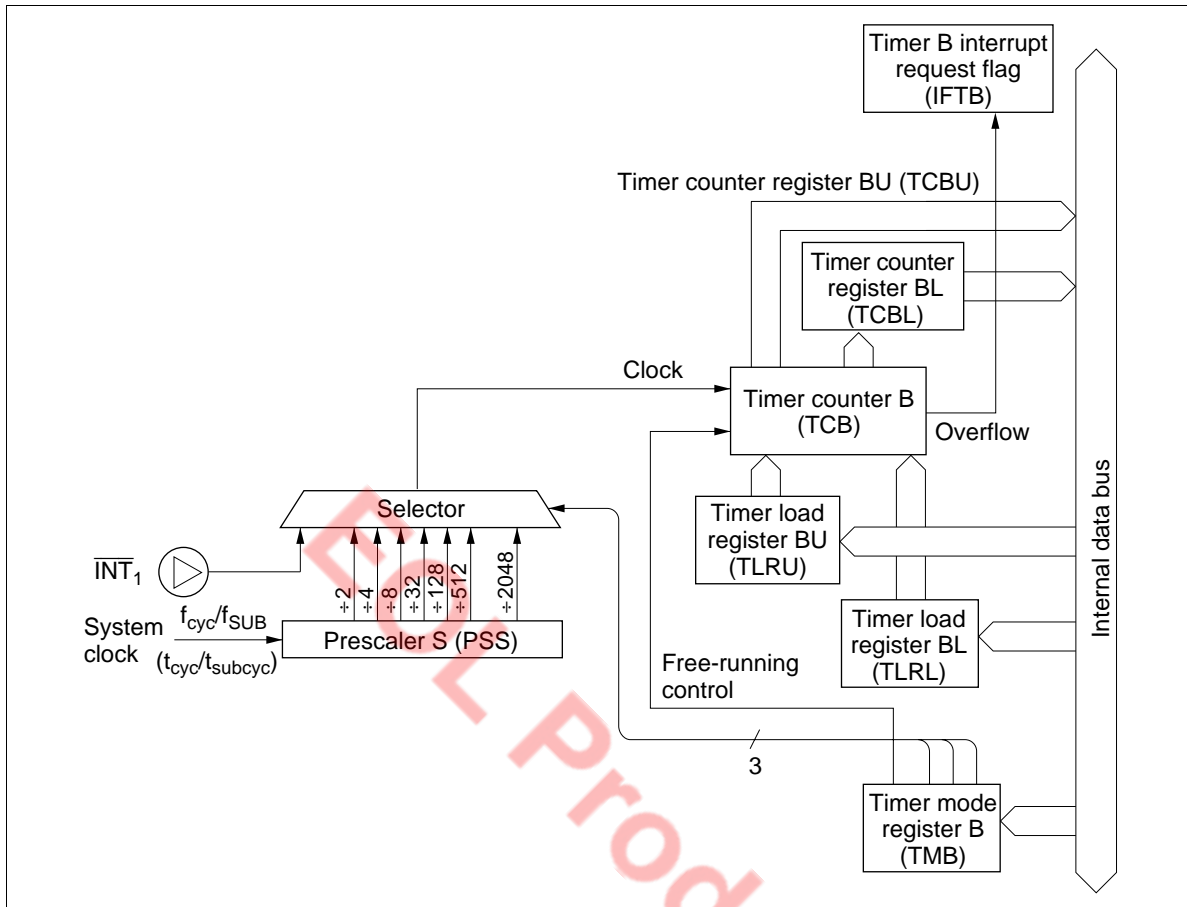 Timer B interrupt
request flag
(IFTB)
Timer counter register BU (TCBU)
Timer counter
register BL
(TCBL)
Clock
Timer counter B
(TCB)
Overflow
Selector
Timer load
register BU
(TLRU)
INT1
÷2
÷4
÷8
÷32
÷128
÷512
÷2048
System
clock
fcyc/fSUB
(tcyc/tsubcyc)
Prescaler S (PSS)
Timer load
register BL
(TLRL)
Free-running
control
3
Timer mode
register B
(TMB)
Internal data bus
EOL Prod